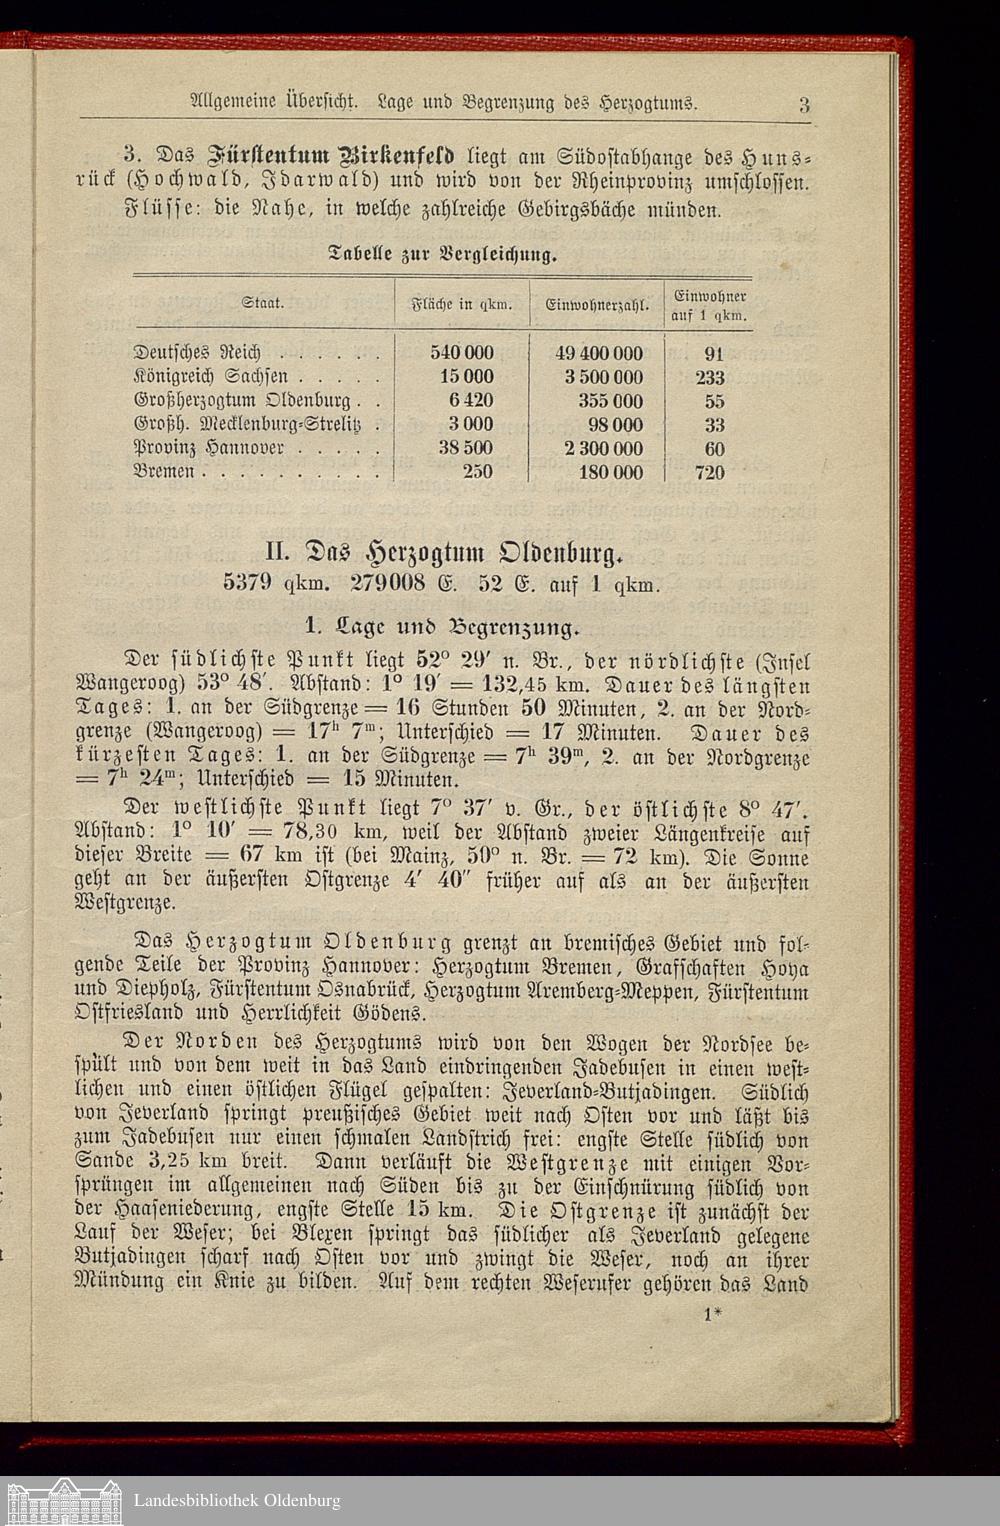 Allgemeine Übersicht. Lage und Begrenzung des Herzogtums. 3
3. Das Fürstentum Birkenfeld liegt am Südostabhange des Huns-
rück (Hochwald, Idarwald) und wird von der Rheinprovinz umschlossen.
Flüsse: die Nahe, in welche zahlreiche Gebirgsbäche münden.
Tabelle zur Vergleichung.
Staat. Fläche in qkm. Einwohnerzahl. Einwohner auf 1 qkm.
Deutsches Reich . . . . . . 540 000 49 400 000 91
Königreich Sachsen . . . . . 15 000 3 500 000 233
Großherzogtum Oldenburg . . 6 420 355 000 55
Großh. Mecklenburg-Strelitz . 3 000 98 000 33
Provinz Hannover . . . . . 38 500 2 300 000 60
Bremen . . . . . . . . . . 250 180 000 720
II. Das Herzogtum Oldenburg.
5379 qkm. 279008 E. 52 E. auf 1 qkm.
1. Lage und Begrenzung.
Der südlichste Punkt liegt 52° 29′ n. Br., der nördlichste (Insel
Wangeroog) 53° 48′. Abstand: 1° 19′ = 132,45 km. Dauer des längsten
Tages: 1. an der Südgrenze = 16 Stunden 50 Minuten, 2. an der Nord-
grenze (Wangeroog) = 17ʰ 7ᵐ; Unterschied = 17 Minuten. Dauer des
kürzesten Tages: 1. an der Südgrenze = 7ʰ 39ᵐ, 2. an der Nordgrenze
= 7ʰ 24ᵐ; Unterschied = 15 Minuten.
Der westlichste Punkt liegt 7° 37′ v. Gr., der östlichste 8° 47′.
Abstand: 1° 10′ = 78,30 km, weil der Abstand zweier Längenkreise auf
dieser Breite = 67 km ist (bei Mainz, 50° n. Br. = 72 km). Die Sonne
geht an der äußersten Ostgrenze 4′ 40″ früher auf als an der äußersten
Westgrenze.
Das Herzogtum Oldenburg grenzt an bremisches Gebiet und fol-
gende Teile der Provinz Hannover: Herzogtum Bremen, Grafschaften Hoya
und Diepholz, Fürstentum Osnabrück, Herzogtum Aremberg-Meppen, Fürstentum
Ostfriesland und Herrlichkeit Gödens.
Der Norden des Herzogtums wird von den Wogen der Nordsee be-
spült und von dem weit in das Land eindringenden Jadebusen in einen west-
lichen und einen östlichen Flügel gespalten: Jeverland-Butjadingen. Südlich
von Jeverland springt preußisches Gebiet weit nach Osten vor und läßt bis
zum Jadebusen nur einen schmalen Landstrich frei: engste Stelle südlich von
Sande 3,25 km breit. Dann verläuft die Westgrenze mit einigen Vor-
sprüngen im allgemeinen nach Süden bis zu der Einschnürung südlich von
der Haaseniederung, engste Stelle 15 km. Die Ostgrenze ist zunächst der
Lauf der Weser; bei Blexen springt das südlicher als Jeverland gelegene
Butjadingen scharf nach Osten vor und zwingt die Weser, noch an ihrer
Mündung ein Knie zu bilden. Auf dem rechten Weserufer gehören das Land
1*
Landesbibliothek Oldenburg